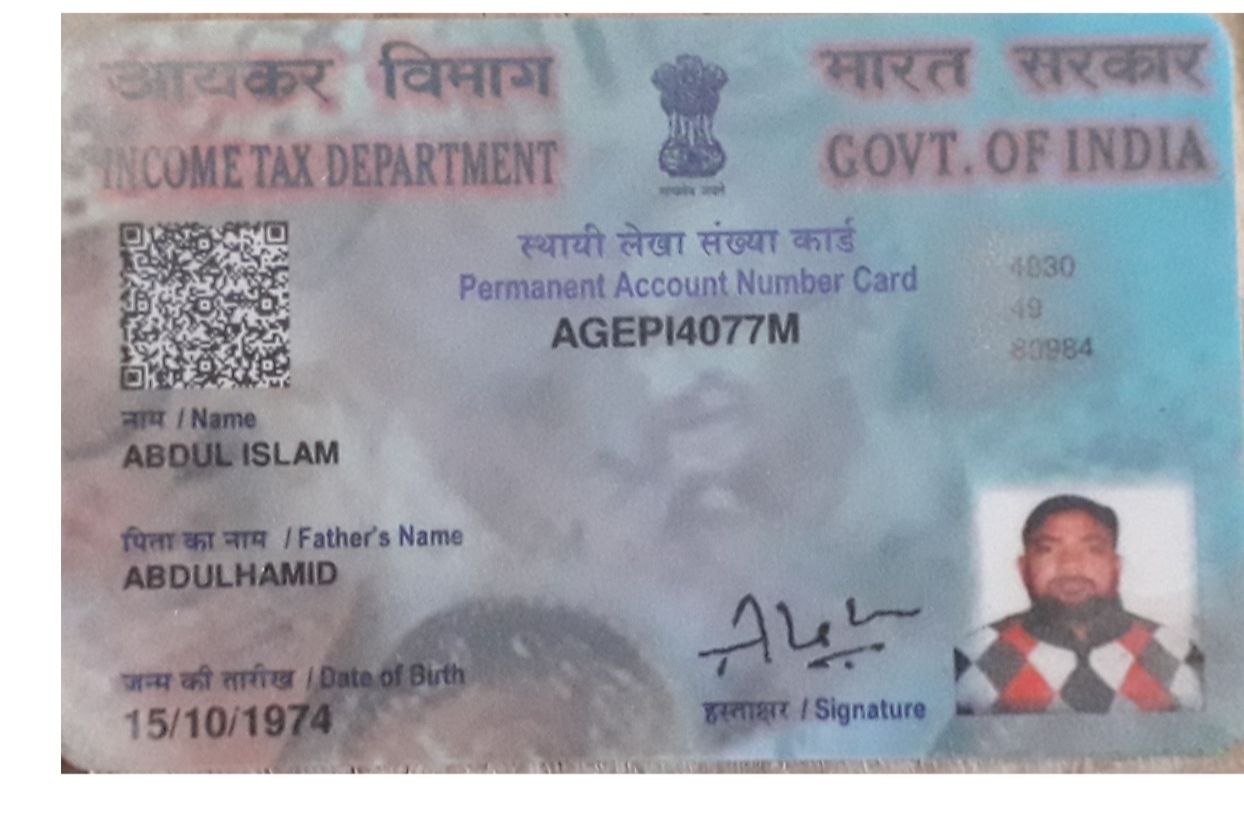 आयकर विभाग
भारत सरकार
INCOME TAX DEPARTMENT
GOVT. OF INDIA
सत्यमेव जयते
स्थायी लेखा संख्या कार्ड
Permanent Account Number Card
AGEPI4077M
4030
49
80984
नाम / Name
ABDUL ISLAM
पिता का नाम / Father's Name
ABDULHAMID
जन्म की तारीख / Date of Birth
15/10/1974
हस्ताक्षर / Signature